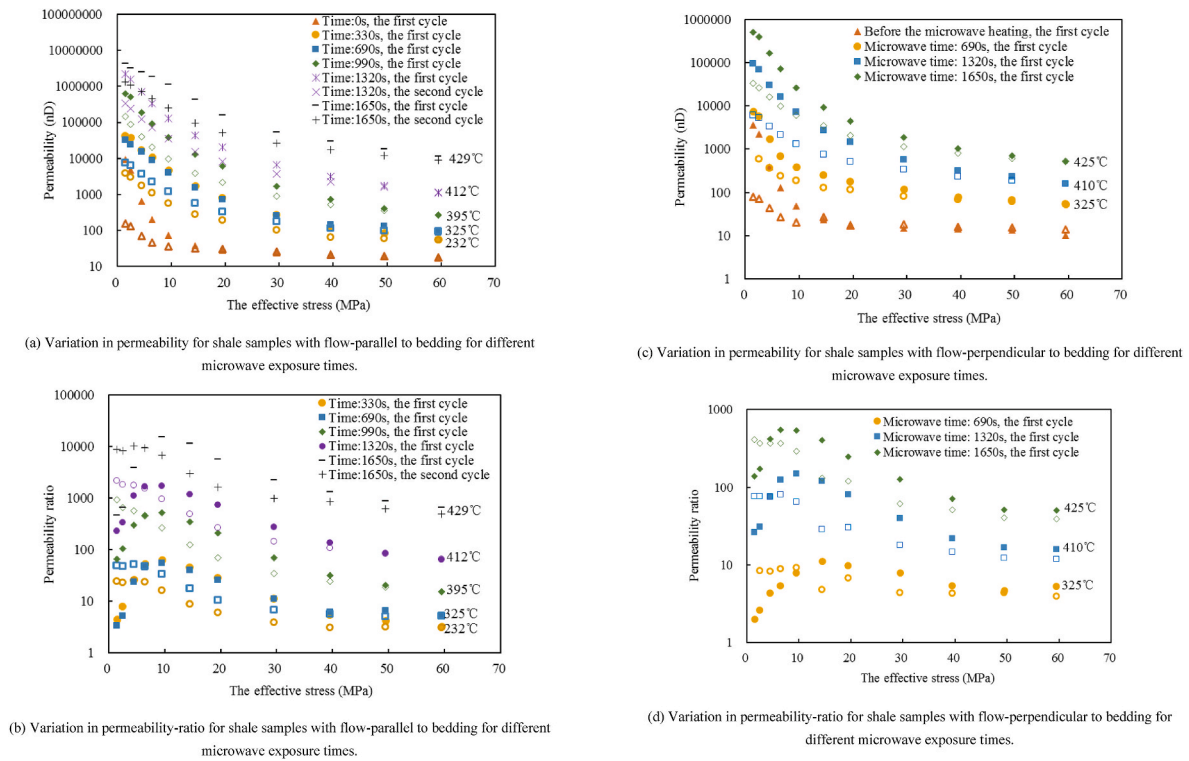 Permeability (nD)
100000000
10000000
1000000
100000
10000
1000
100
10
Time:0s, the first cycle
Time:330s, the first cycle
Time:690s, the first cycle
Time:990s, the first cycle
Time:1320s, the first cycle
Time:1320s, the second cycle
Time:1650s, the first cycle
Time:1650s, the second cycle
429℃
412℃
395℃
325℃
232℃
0 10 20 30 40 50 60 70
The effective stress (MPa)
(a) Variation in permeability for shale samples with flow-parallel to bedding for different
microwave exposure times.
Permeability ratio
100000
10000
1000
100
10
1
Time:330s, the first cycle
Time:690s, the first cycle
Time:990s, the first cycle
Time:1320s, the first cycle
Time:1650s, the first cycle
Time:1650s, the second cycle
429℃
412℃
395℃
325℃
232℃
0 10 20 30 40 50 60 70
The effective stress (MPa)
(b) Variation in permeability-ratio for shale samples with flow-parallel to bedding for different
microwave exposure times.
Permeability (nD)
1000000
100000
10000
1000
100
10
1
Before the microwave heating, the first cycle
Microwave time: 690s, the first cycle
Microwave time: 1320s, the first cycle
Microwave time: 1650s, the first cycle
425℃
410℃
325℃
0 10 20 30 40 50 60 70
The effective stress (MPa)
(c) Variation in permeability for shale samples with flow-perpendicular to bedding for different
microwave exposure times.
Permeability ratio
1000
100
10
1
Microwave time: 690s, the first cycle
Microwave time: 1320s, the first cycle
Microwave time: 1650s, the first cycle
425℃
410℃
325℃
0 10 20 30 40 50 60 70
The effective stress (MPa)
(d) Variation in permeability-ratio for shale samples with flow-perpendicular to bedding for
different microwave exposure times.